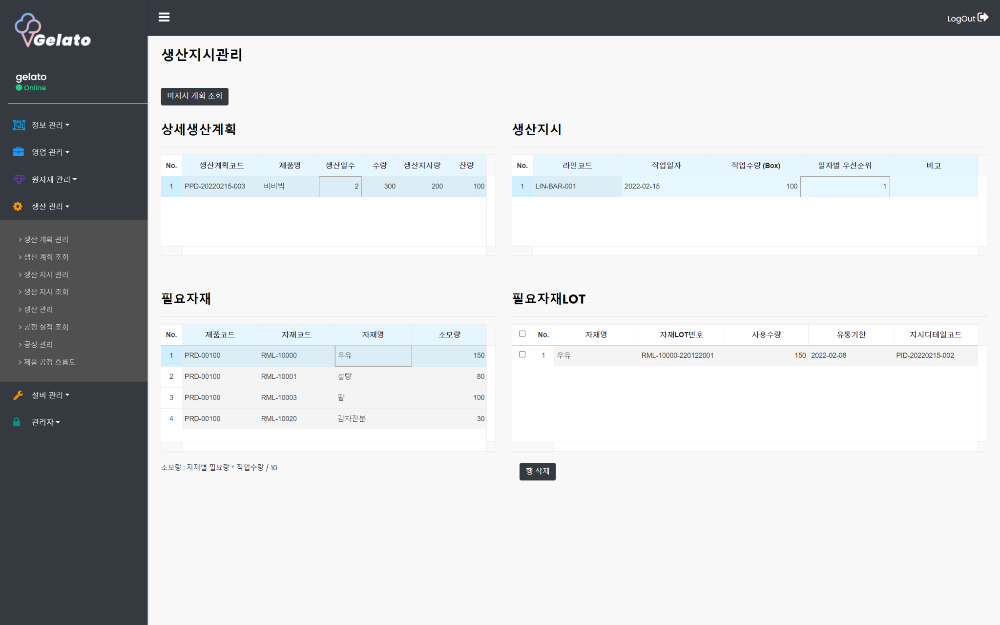 Gelato
LogOut
gelato
Online
정보 관리
영업 관리
원자재 관리
생산 관리
> 생산 계획 관리
> 생산 계획 조회
> 생산 지시 관리
> 생산 지시 조회
> 생산 관리
> 공정 실적 조회
> 공정 관리
> 제품 공정 흐름도
설비 관리
관리자
생산지시관리
미지시 계획 조회
상세생산계획
No. 생산계획코드 제품명 생산일수 수량 생산지시량 잔량
1 PPD-20220215-003 비비빅 2 300 200 100
생산지시
No. 라인코드 작업일자 작업수량 (Box) 일자별 우선순위 비고
1 LIN-BAR-001 2022-02-15 100 1
필요자재
No. 제품코드 자재코드 자재명 소모량
1 PRD-00100 RML-10000 우유 150
2 PRD-00100 RML-10001 설탕 80
3 PRD-00100 RML-10003 팥 100
4 PRD-00100 RML-10020 감자전분 30
소모량 : 자재별 필요량 * 작업수량 / 10
필요자재LOT
No. 자재명 자재LOT번호 사용수량 유통기한 지시디테일코드
1 우유 RML-10000-220122001 150 2022-02-08 PID-20220215-002
행 삭제